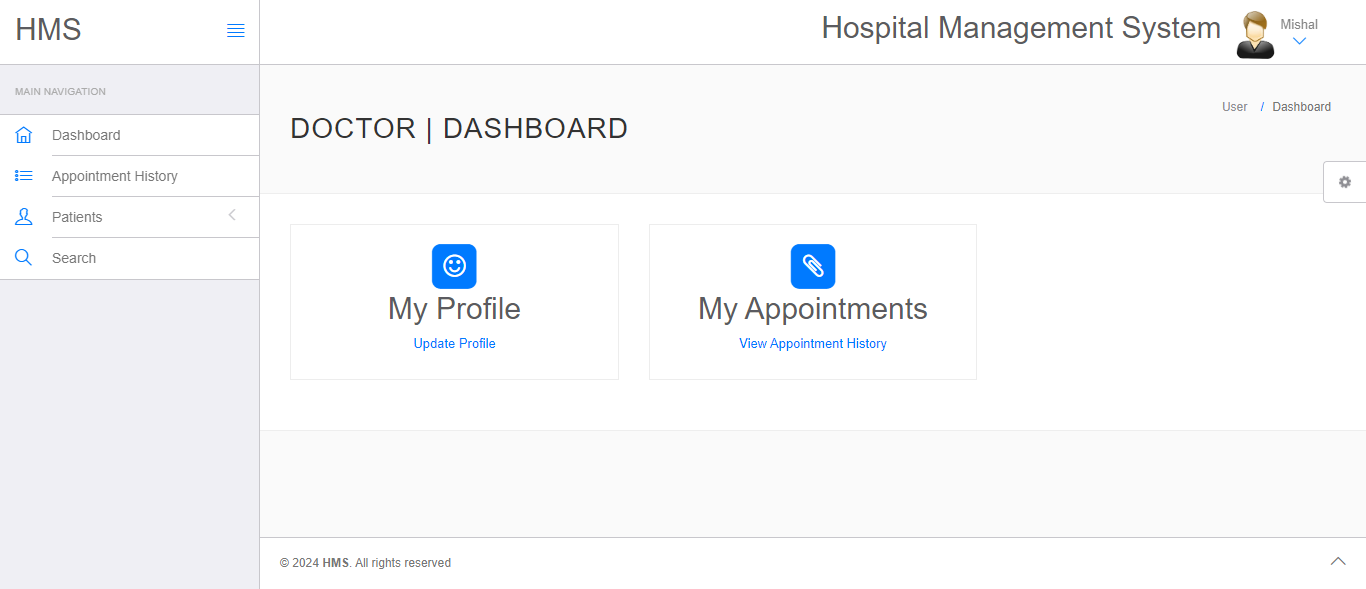 HMS
Hospital Management System
Mishal
MAIN NAVIGATION
Dashboard
Appointment History
Patients
Search
User / Dashboard
DOCTOR | DASHBOARD
My Profile
Update Profile
My Appointments
View Appointment History
© 2024 HMS. All rights reserved